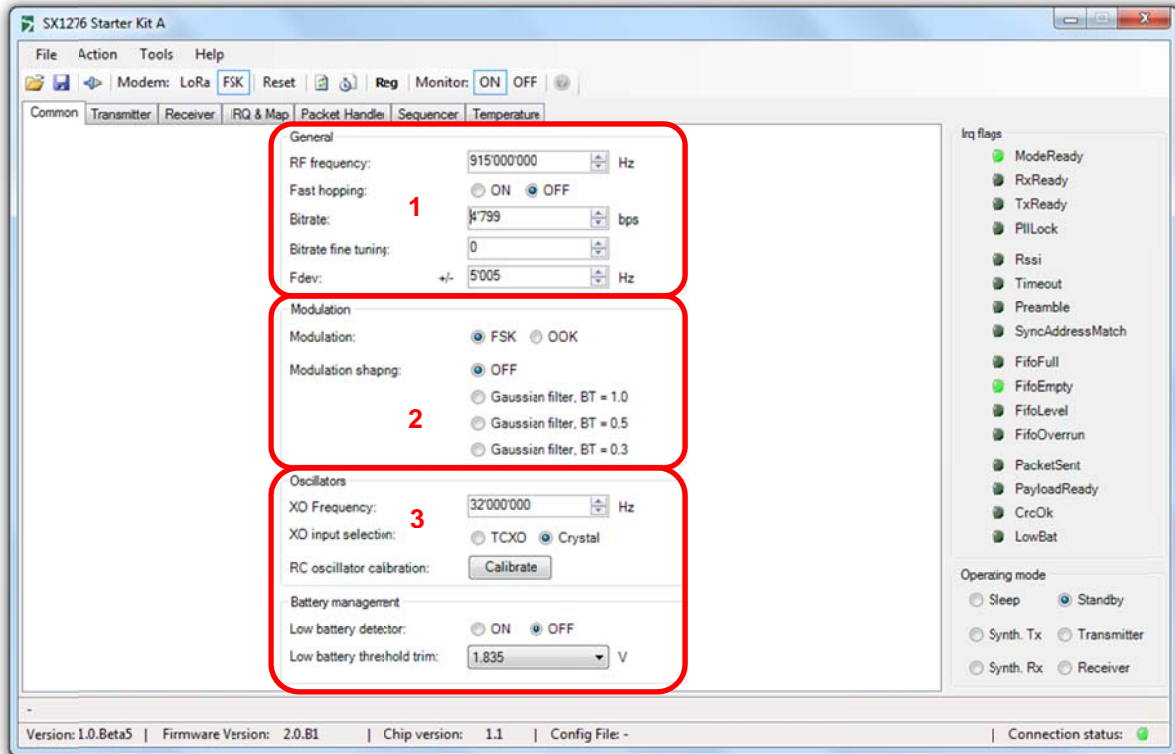 SX1276 Starter Kit A
File Action Tools Help
Modem: LoRa FSK Reset Reg Monitor: ON OFF
Common Transmitter Receiver IRQ & Map Packet Handler Sequencer Temperature
General
RF frequency: 915'000'000 Hz
Fast hopping: ON OFF
Bitrate: 4'799 bps
Bitrate fine tuning: 0
Fdev: +/- 5'005 Hz
1
Modulation
Modulation: FSK OOK
Modulation shapng: OFF
Gaussian filter, BT = 1.0
Gaussian filter, BT = 0.5
Gaussian filter, BT = 0.3
2
Oscillators
XO Frequency: 32'000'000 Hz
XO input selection: TCXO Crystal
RC oscillator calibration: Calibrate
3
Battery management
Low battery detector: ON OFF
Low battery threshold trim: 1.835 V
Irq flags
ModeReady
RxReady
TxReady
PllLock
Rssi
Timeout
Preamble
SyncAddressMatch
FifoFull
FifoEmpty
FifoLevel
FifoOverrun
PacketSent
PayloadReady
CrcOk
LowBat
Operating mode
Sleep Standby
Synth. Tx Transmitter
Synth. Rx Receiver
-
Version: 1.0.Beta5 | Firmware Version: 2.0.B1 | Chip version: 1.1 | Config File: - | Connection status: